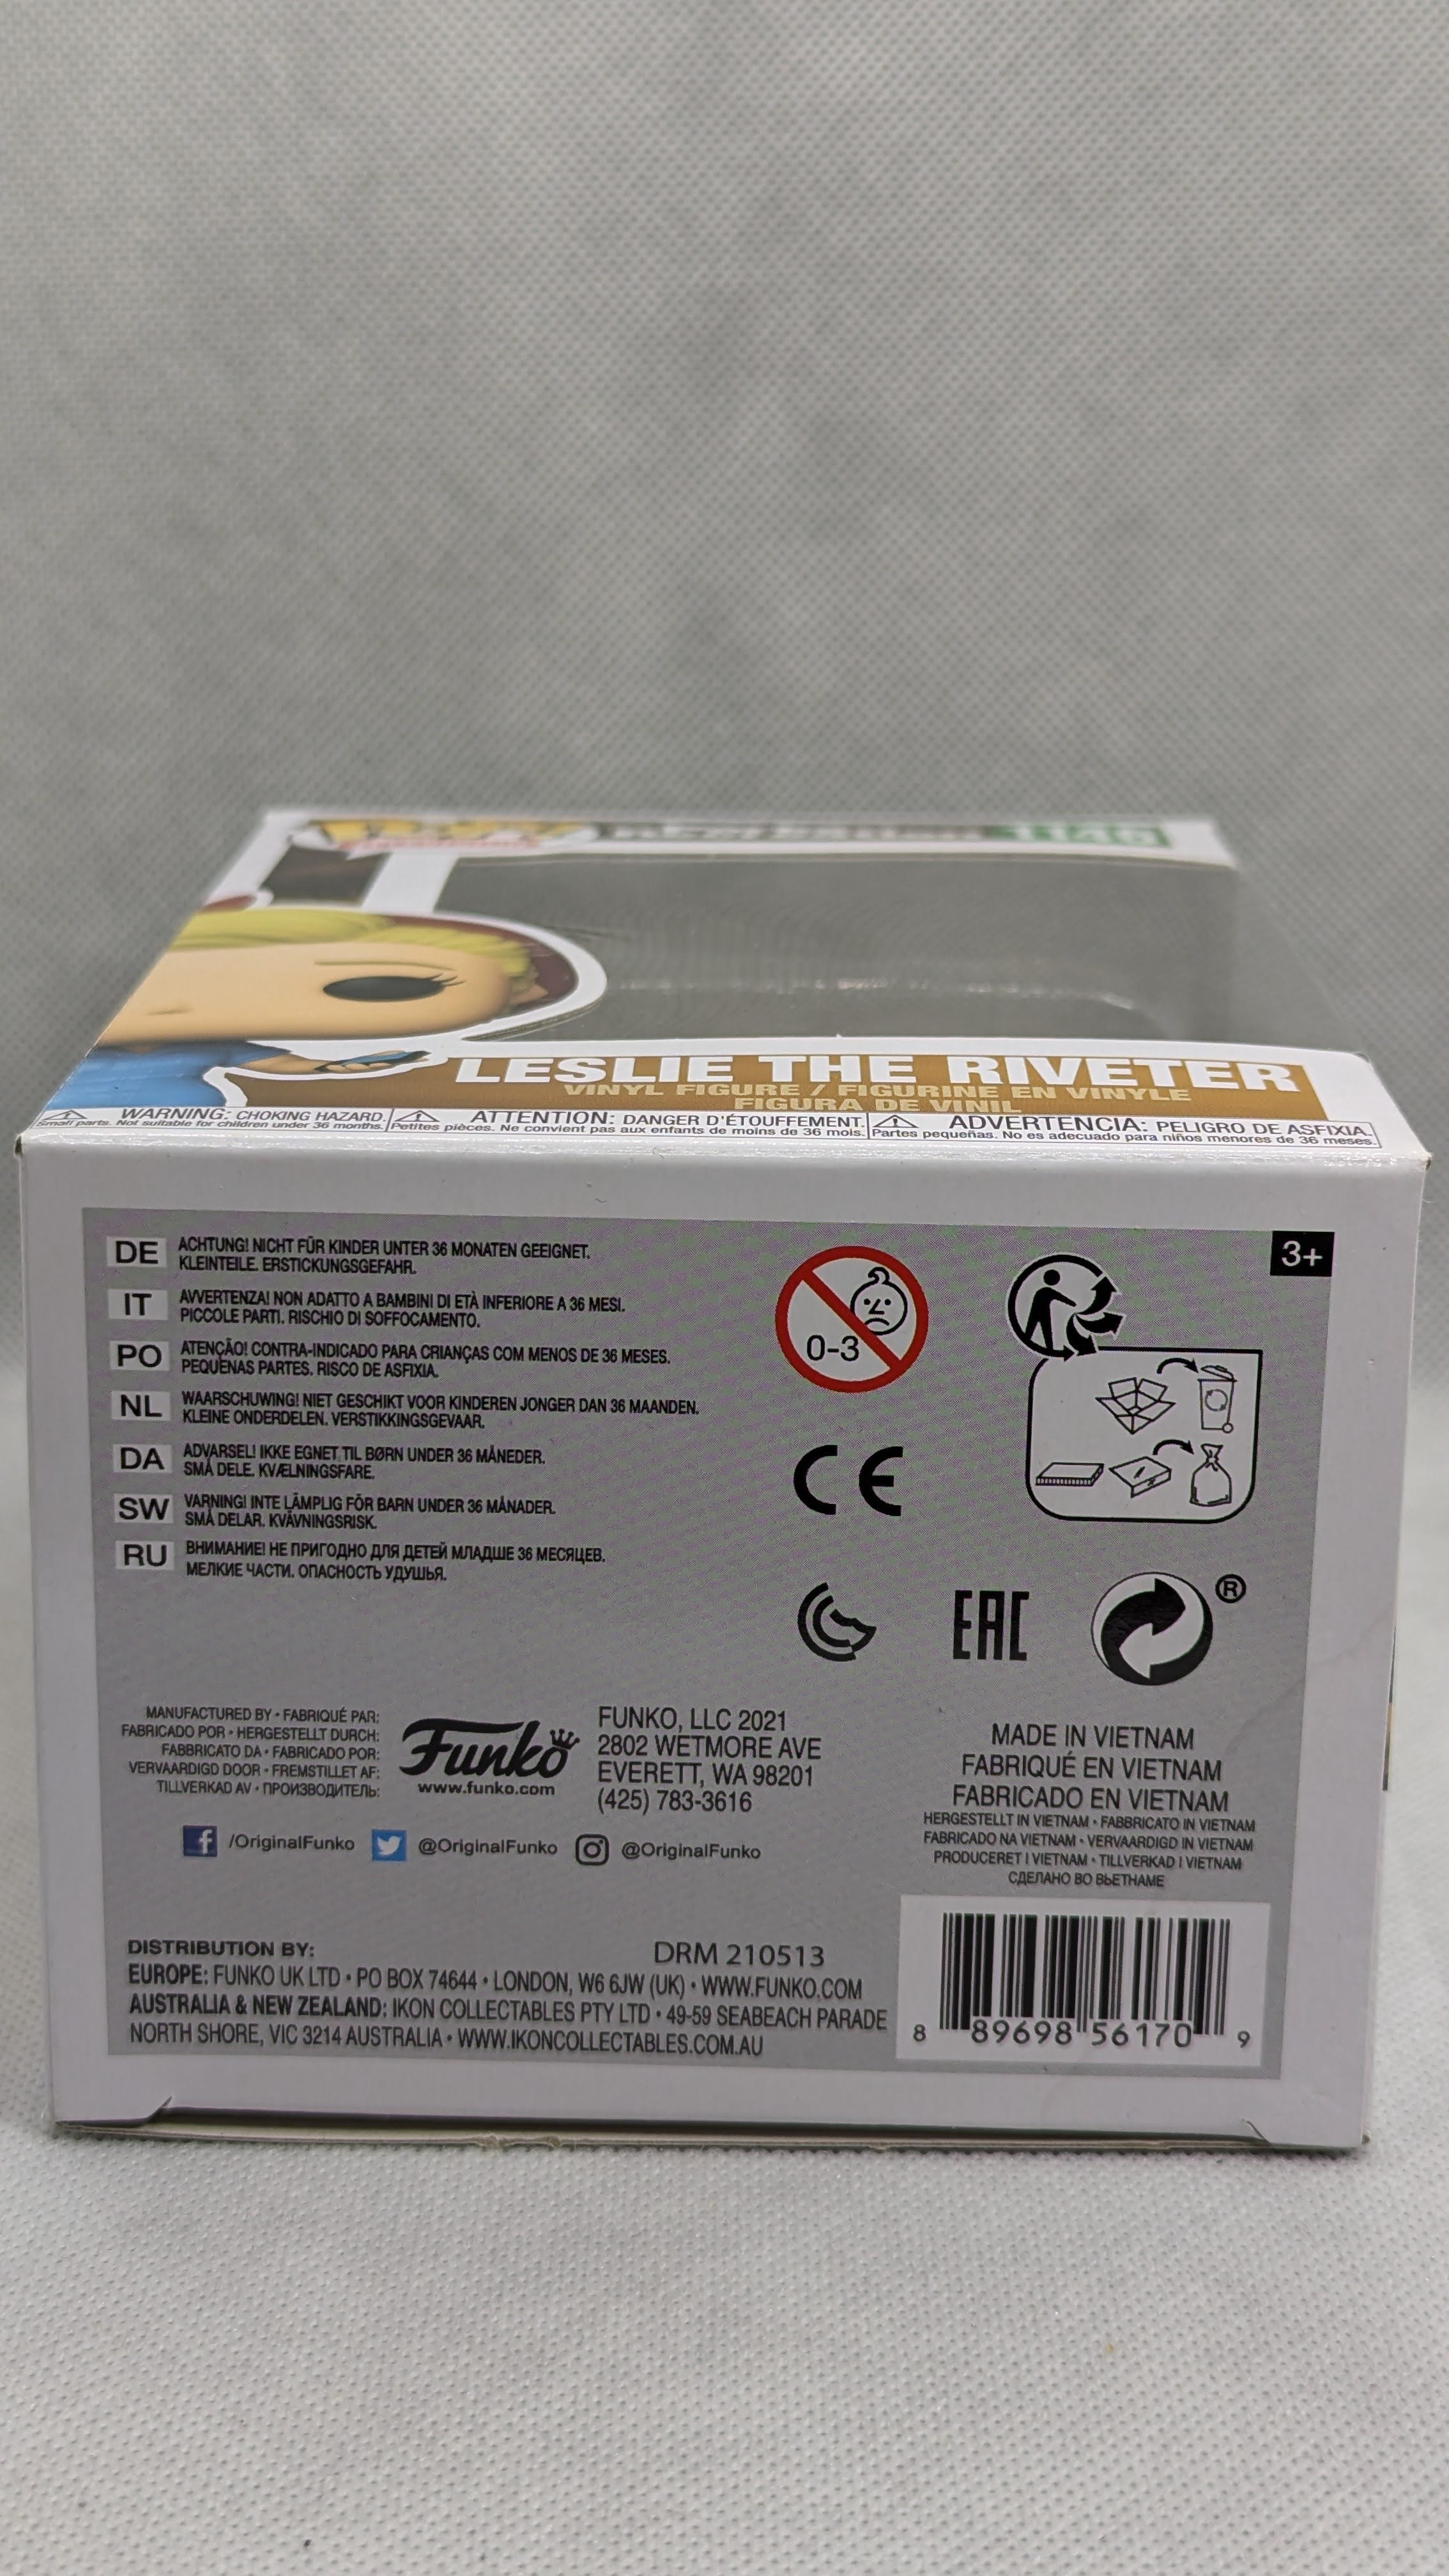 1146
LESLIE THE RIVETER
VINYL FIGURE / FIGURINE EN VINYLE
FIGURA DE VINIL
WARNING: CHOKING HAZARD.
Small parts. Not suitable for children under 36 months.
ATTENTION: DANGER D'ÉTOUFFEMENT.
Petites pièces. Ne convient pas aux enfants de moins de 36 mois.
ADVERTENCIA: PELIGRO DE ASFIXIA.
Partes pequeñas. No es adecuado para niños menores de 36 meses.
DE ACHTUNG! NICHT FÜR KINDER UNTER 36 MONATEN GEEIGNET.
KLEINTEILE. ERSTICKUNGSGEFAHR.
IT AVVERTENZA! NON ADATTO A BAMBINI DI ETÀ INFERIORE A 36 MESI.
PICCOLE PARTI. RISCHIO DI SOFFOCAMENTO.
PO ATENÇÃO! CONTRA-INDICADO PARA CRIANÇAS COM MENOS DE 36 MESES.
PEQUENAS PARTES. RISCO DE ASFIXIA.
NL WAARSCHUWING! NIET GESCHIKT VOOR KINDEREN JONGER DAN 36 MAANDEN.
KLEINE ONDERDELEN. VERSTIKKINGSGEVAAR.
DA ADVARSEL! IKKE EGNET TIL BØRN UNDER 36 MÅNEDER.
SMÅ DELE. KVÆLNINGSFARE.
SW VARNING! INTE LÄMPLIG FÖR BARN UNDER 36 MÅNADER.
SMÅ DELAR. KVÄVNINGSRISK.
RU ВНИМАНИЕ! НЕ ПРИГОДНО ДЛЯ ДЕТЕЙ МЛАДШЕ 36 МЕСЯЦЕВ.
МЕЛКИЕ ЧАСТИ. ОПАСНОСТЬ УДУШЬЯ.
0-3
3+
CE
EAC
®
MANUFACTURED BY • FABRIQUÉ PAR:
FABRICADO POR • HERGESTELLT DURCH:
FABBRICATO DA • FABRICADO POR:
VERVAARDIGD DOOR • FREMSTILLET AF:
TILLVERKAD AV • ПРОИЗВОДИТЕЛЬ:
Funko
www.funko.com
FUNKO, LLC 2021
2802 WETMORE AVE
EVERETT, WA 98201
(425) 783-3616
/OriginalFunko @OriginalFunko @OriginalFunko
MADE IN VIETNAM
FABRIQUÉ EN VIETNAM
FABRICADO EN VIETNAM
HERGESTELLT IN VIETNAM • FABBRICATO IN VIETNAM
FABRICADO NA VIETNAM • VERVAARDIGD IN VIETNAM
PRODUCERET I VIETNAM • TILLVERKAD I VIETNAM
СДЕЛАНО ВО ВЬЕТНАМЕ
DISTRIBUTION BY:
DRM 210513
EUROPE: FUNKO UK LTD • PO BOX 74644 • LONDON, W6 6JW (UK) • WWW.FUNKO.COM
AUSTRALIA & NEW ZEALAND: IKON COLLECTABLES PTY LTD • 49-59 SEABEACH PARADE
NORTH SHORE, VIC 3214 AUSTRALIA • WWW.IKONCOLLECTABLES.COM.AU
8 89698 56170 9